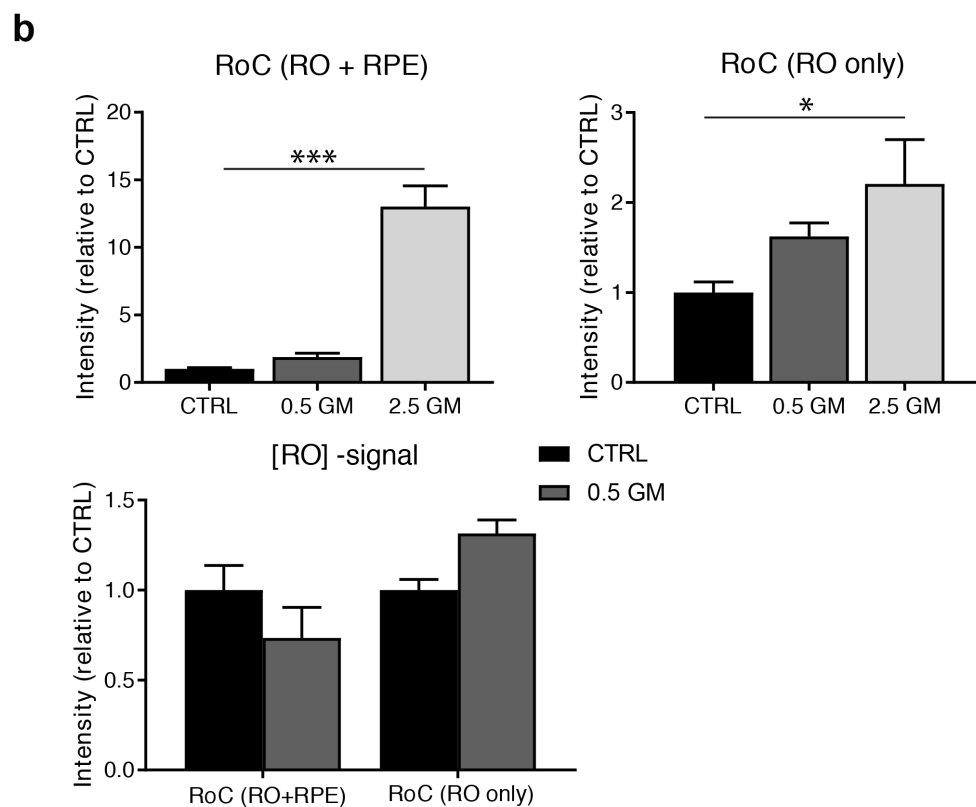 b
RoC (RO + RPE)
Intensity (relative to CTRL)
20
15
10
5
0
***
CTRL
0.5 GM
2.5 GM
RoC (RO only)
Intensity (relative to CTRL)
3
2
1
0
*
CTRL
0.5 GM
2.5 GM
[RO] -signal
CTRL
0.5 GM
Intensity (relative to CTRL)
1.5
1.0
0.5
0.0
RoC (RO+RPE)
RoC (RO only)